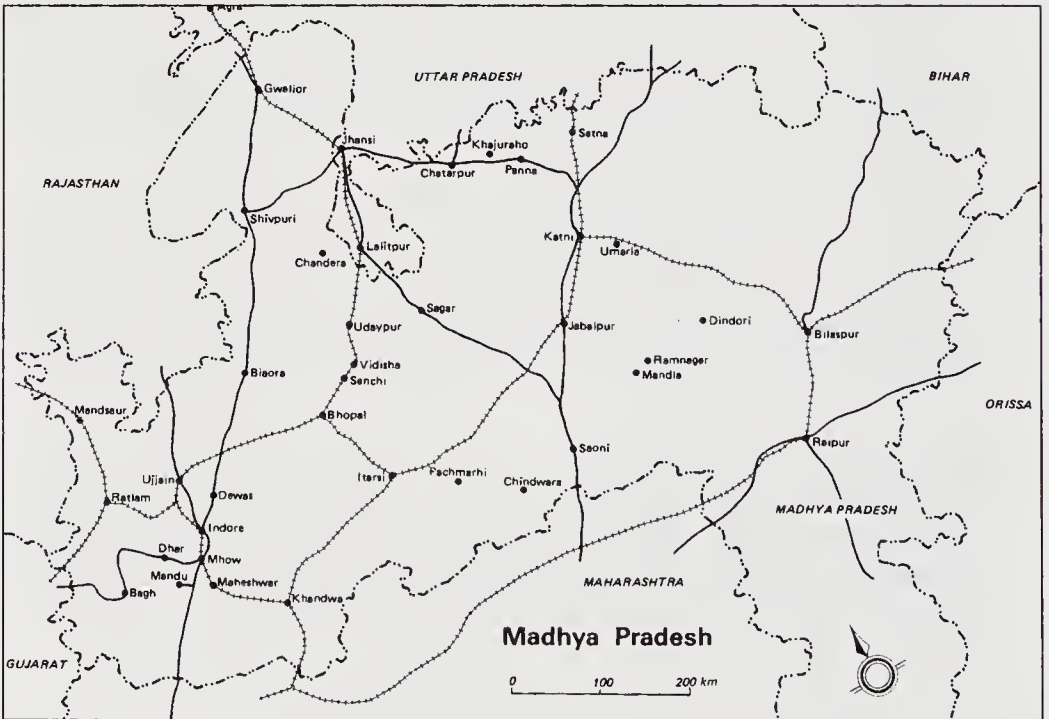 Agra
UTTAR PRADESH
BIHAR
Gwalior
Satna
Jhansi
Khajuraho
Chatarpur
Panna
RAJASTHAN
Shivpuri
Katni
Umaria
Lalitpur
Chandera
Sagar
Udaypur
Jabalpur
Dindori
Bilaspur
Vidisha
Ramnager
Biaora
Sanchi
Mandla
Mandsaur
Bhopal
ORISSA
Raipur
Saoni
Ujjain
Itarsi
Pachmarhi
Chindwara
Dewas
Ratlam
MADHYA PRADESH
Indore
Dhar
Mhow
Mandu
Maheshwar
MAHARASHTRA
Bagh
Khandwa
Madhya Pradesh
GUJARAT
0 100 200 km